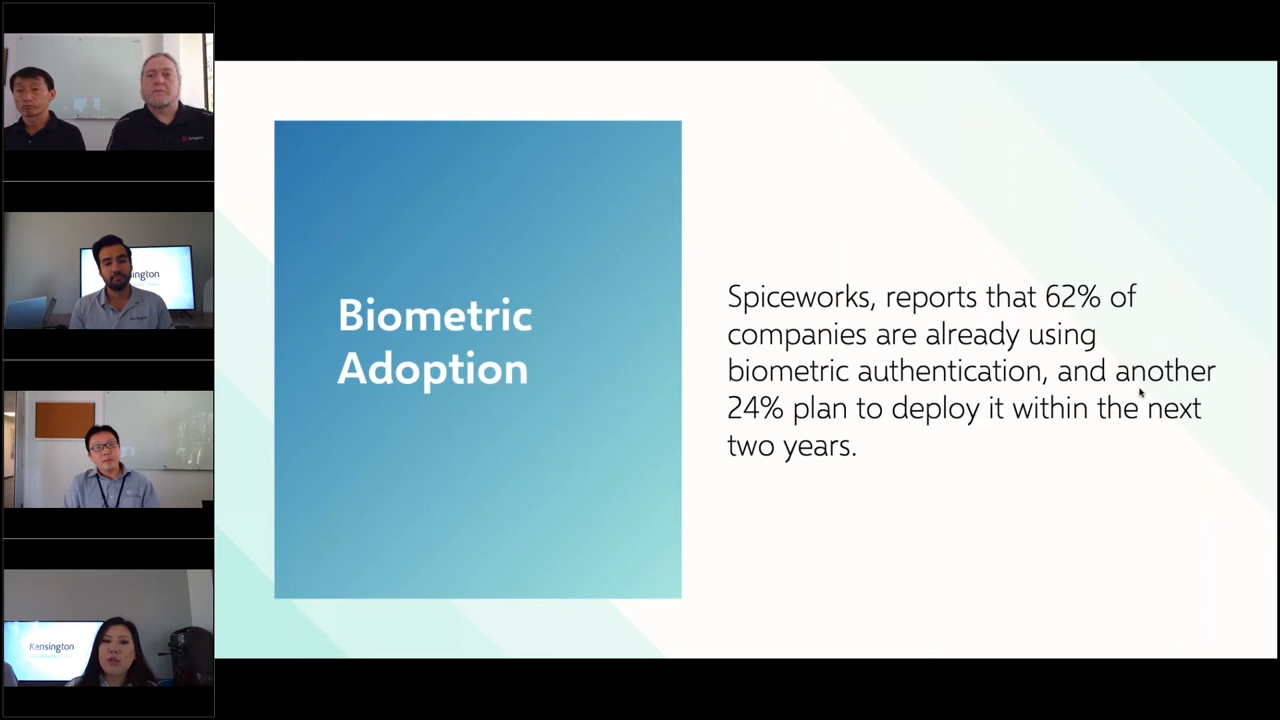 ington
Biometric
Adoption
Spiceworks, reports that 62% of
companies are already using
biometric authentication, and another
24% plan to deploy it within the next
two years.
Kensington